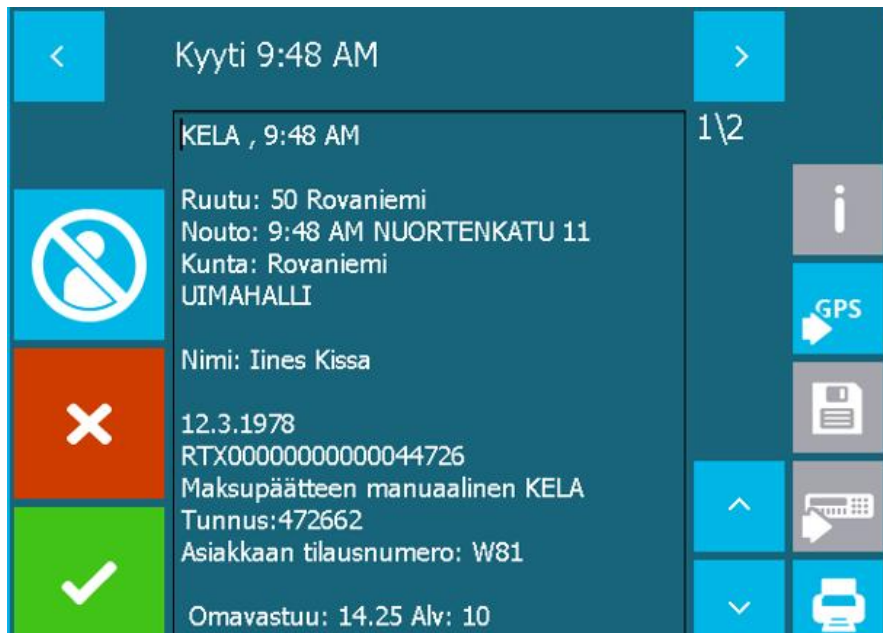 Kyyti 9:48 AM
1\2
KELA , 9:48 AM
Ruutu: 50 Rovaniemi
Nouto: 9:48 AM NUORTENKATU 11
Kunta: Rovaniemi
UIMAHALLI
Nimi: Iines Kissa
12.3.1978
RTX00000000000044726
Maksupäätteen manuaalinen KELA
Tunnus:472662
Asiakkaan tilausnumero: W81
Omavastuu: 14.25 Alv: 10
i
GPS